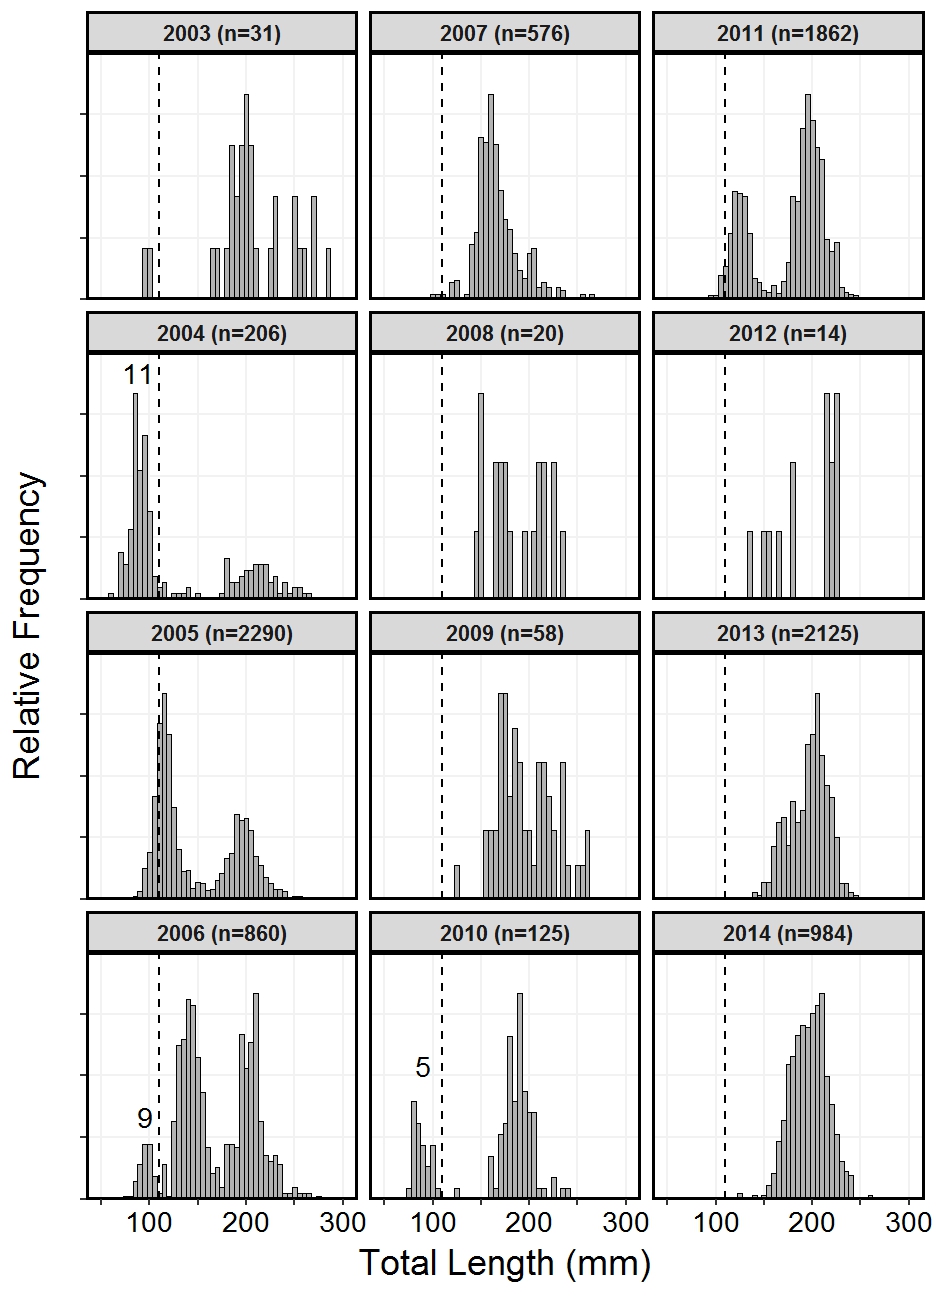 2003 (n=31)
2007 (n=576)
2011 (n=1862)
2004 (n=206)
2008 (n=20)
2012 (n=14)
11
2005 (n=2290)
2009 (n=58)
2013 (n=2125)
2006 (n=860)
2010 (n=125)
2014 (n=984)
9
5
Relative Frequency
100 200 300
100 200 300
100 200 300
Total Length (mm)